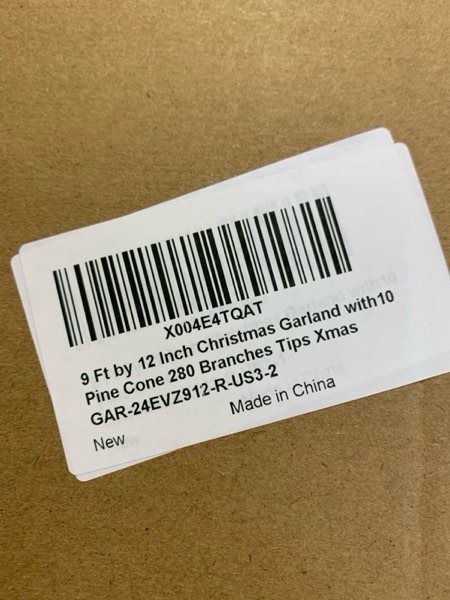 X004E4TQAT
9 Ft by 12 Inch Christmas Garland with10
Pine Cone 280 Branches Tips Xmas
GAR-24EVZ912-R-US3-2
Made in China
New